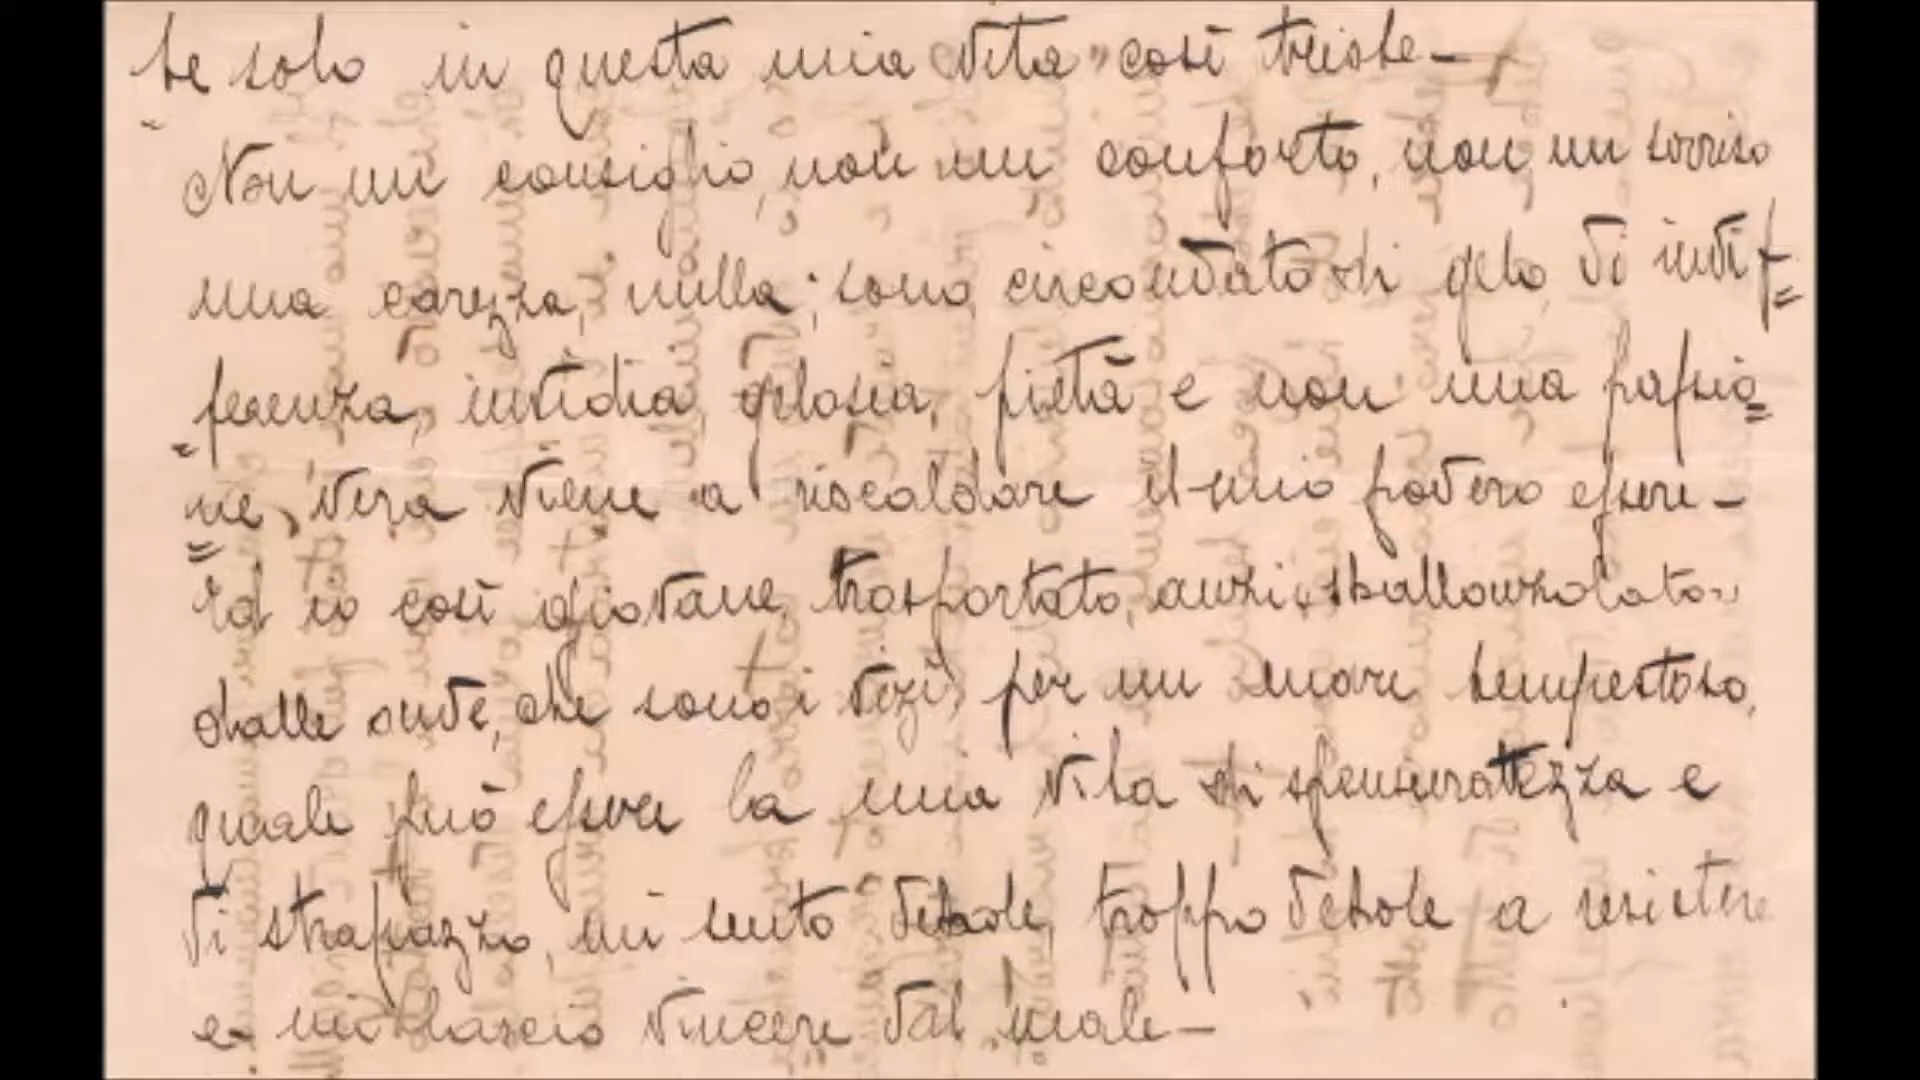 te solo in questa mia vita così triste -
Non un consiglio, non un conforto, non un sorriso
una carezza, nulla; sono circondato di gelo, di indif=
ferenza, invidia, gelosia, pietà e non una passio=
ne vera viene a riscaldare il mio povero essere -
Ed io così giovane, trasportato, anzi "sballonzolato"
dalle onde, che sono i vizî, per un mare tempestoso,
quale può essere la mia vita di spensieratezza e
di strapazzo, mi sento debole, troppo debole a resistere
e mi lascio vincere dal male -